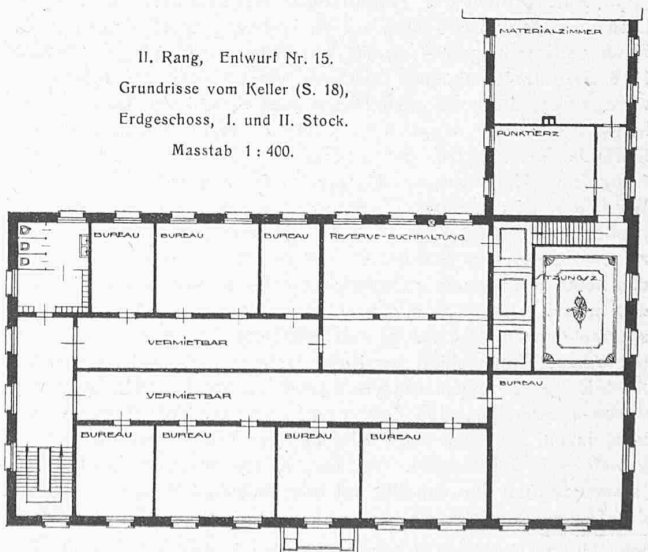 II. Rang, Entwurf Nr. 15.
Grundrisse vom Keller (S. 18),
Erdgeschoss, I. und II. Stock.
Masstab 1 : 400.
MATERIALZIMMER
PUNKTIERZ
BUREAU
BUREAU
BUREAU
RESERVE-BUCHHALTUNG
SITZUNGSZ.
VERMIETBAR
BUREAU
VERMIETBAR
BUREAU
BUREAU
BUREAU
BUREAU